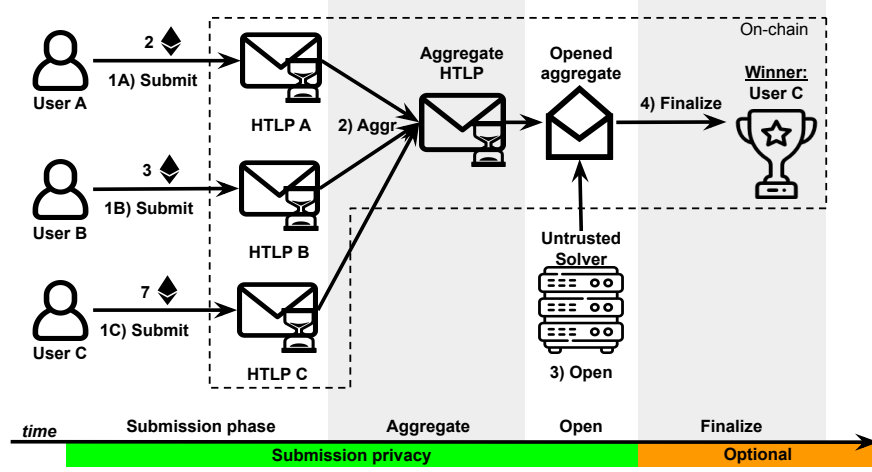 On-chain
2
1A) Submit
User A
HTLP A
3
1B) Submit
User B
HTLP B
7
1C) Submit
User C
HTLP C
2) Aggr
Aggregate
HTLP
Opened
aggregate
4) Finalize
Winner:
User C
Untrusted
Solver
3) Open
time
Submission phase
Aggregate
Open
Finalize
Submission privacy
Optional